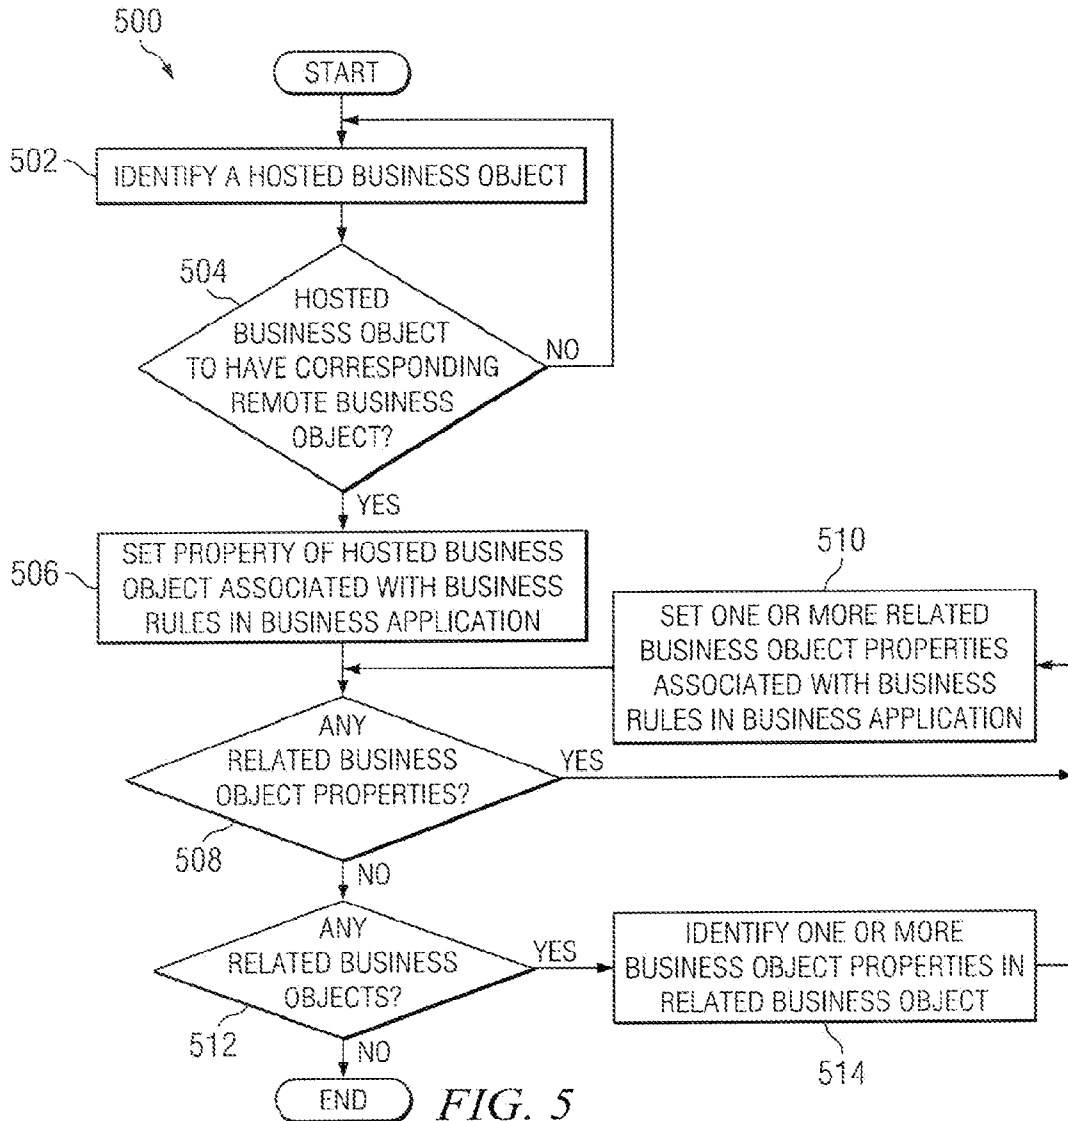 500
START
502
IDENTIFY A HOSTED BUSINESS OBJECT
504
HOSTED
BUSINESS OBJECT
TO HAVE CORRESPONDING
REMOTE BUSINESS
OBJECT?
NO
YES
506
SET PROPERTY OF HOSTED BUSINESS
OBJECT ASSOCIATED WITH BUSINESS
RULES IN BUSINESS APPLICATION
510
SET ONE OR MORE RELATED
BUSINESS OBJECT PROPERTIES
ASSOCIATED WITH BUSINESS
RULES IN BUSINESS APPLICATION
ANY
RELATED BUSINESS
OBJECT PROPERTIES?
YES
508
NO
ANY
RELATED BUSINESS
OBJECTS?
YES
512
NO
IDENTIFY ONE OR MORE
BUSINESS OBJECT PROPERTIES IN
RELATED BUSINESS OBJECT
514
END
FIG. 5